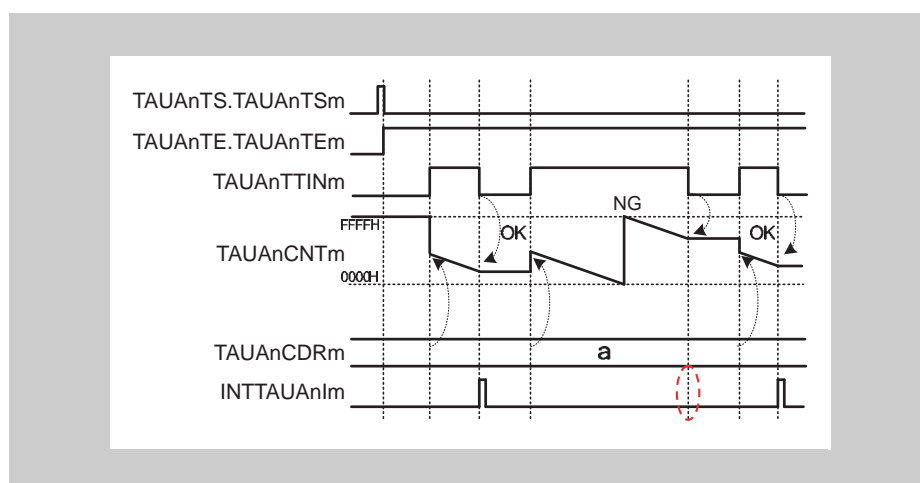 TAUAnTS.TAUAnTSm
TAUAnTE.TAUAnTEm
TAUAnTTINm
NG
FFFFH
OK
OK
TAUAnCNTm
0000H
TAUAnCDRm
a
INTTAUAnIm